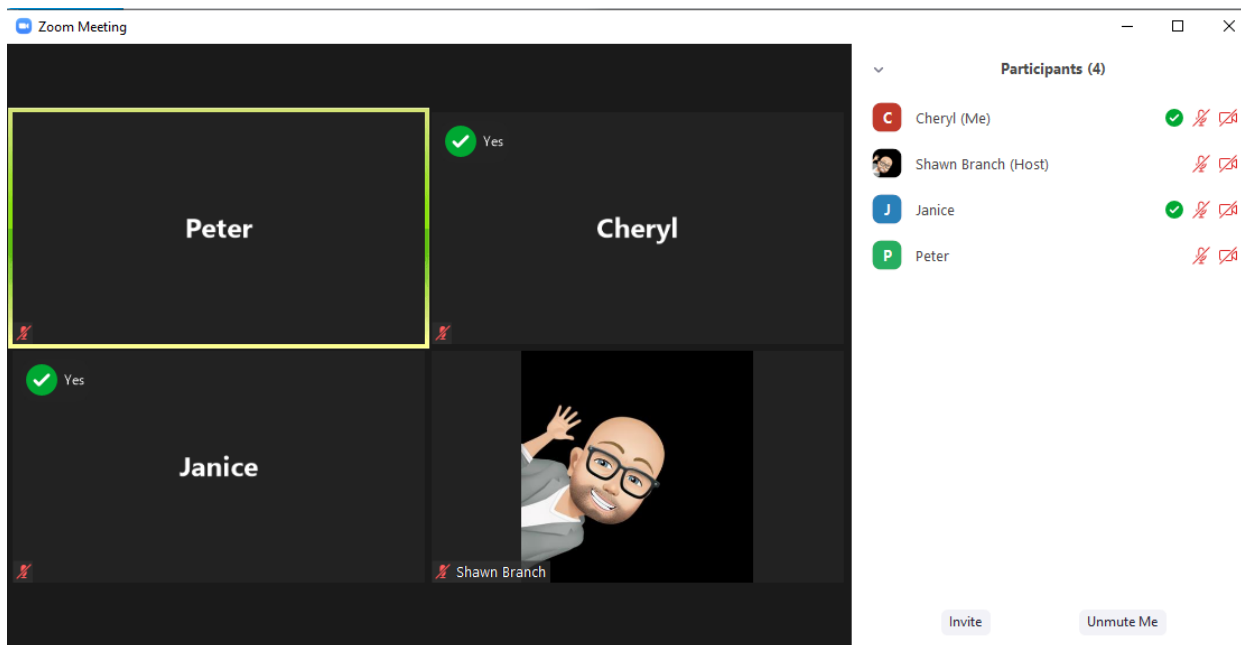 Zoom Meeting
Participants (4)
Yes
Peter
Cheryl
Yes
Janice
Shawn Branch
C Cheryl (Me)
Shawn Branch (Host)
J Janice
P Peter
Invite
Unmute Me